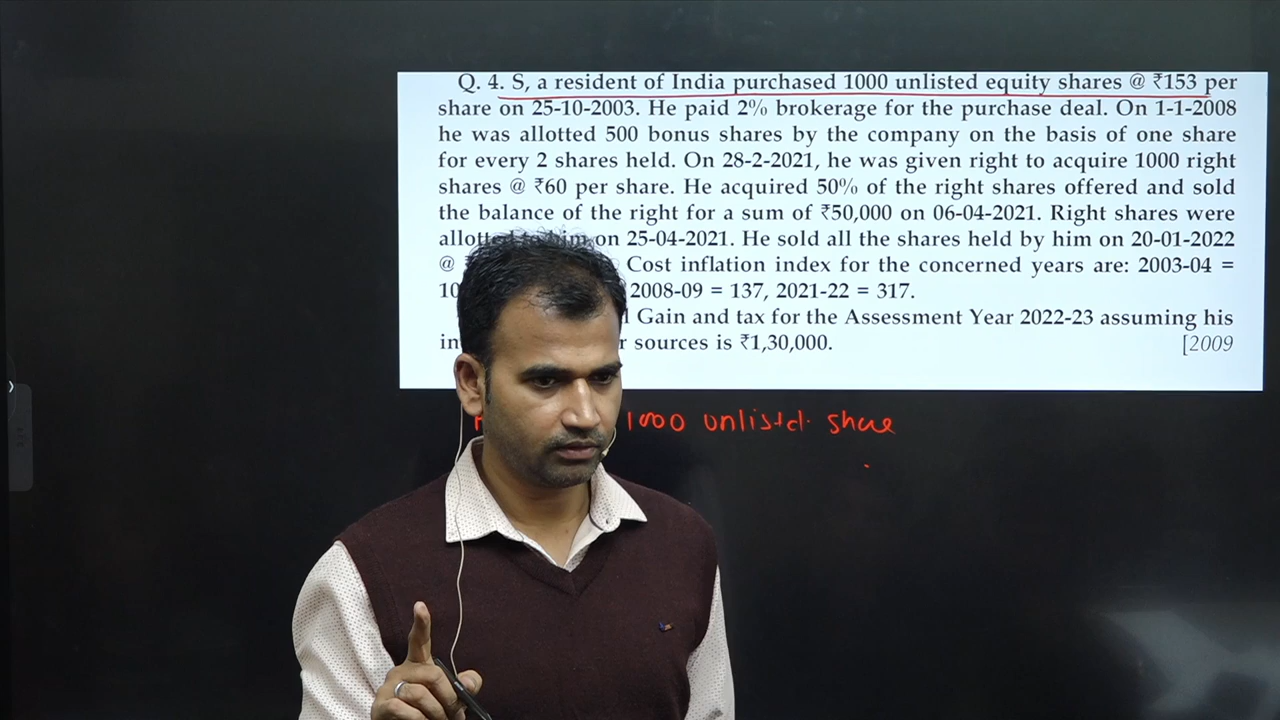 Q. 4. S, a resident of India purchased 1000 unlisted equity shares @ ₹153 per
share on 25-10-2003. He paid 2% brokerage for the purchase deal. On 1-1-2008
he was allotted 500 bonus shares by the company on the basis of one share
for every 2 shares held. On 28-2-2021, he was given right to acquire 1000 right
shares @ ₹60 per share. He acquired 50% of the right shares offered and sold
the balance of the right for a sum of ₹50,000 on 06-04-2021. Right shares were
on 25-04-2021. He sold all the shares held by him on 20-01-2022
@ Cost inflation index for the concerned years are: 2003-04 =
2008-09 = 137, 2021-22 = 317.
Gain and tax for the Assessment Year 2022-23 assuming his
sources is ₹1,30,000. [2009
1000 unlistd. share